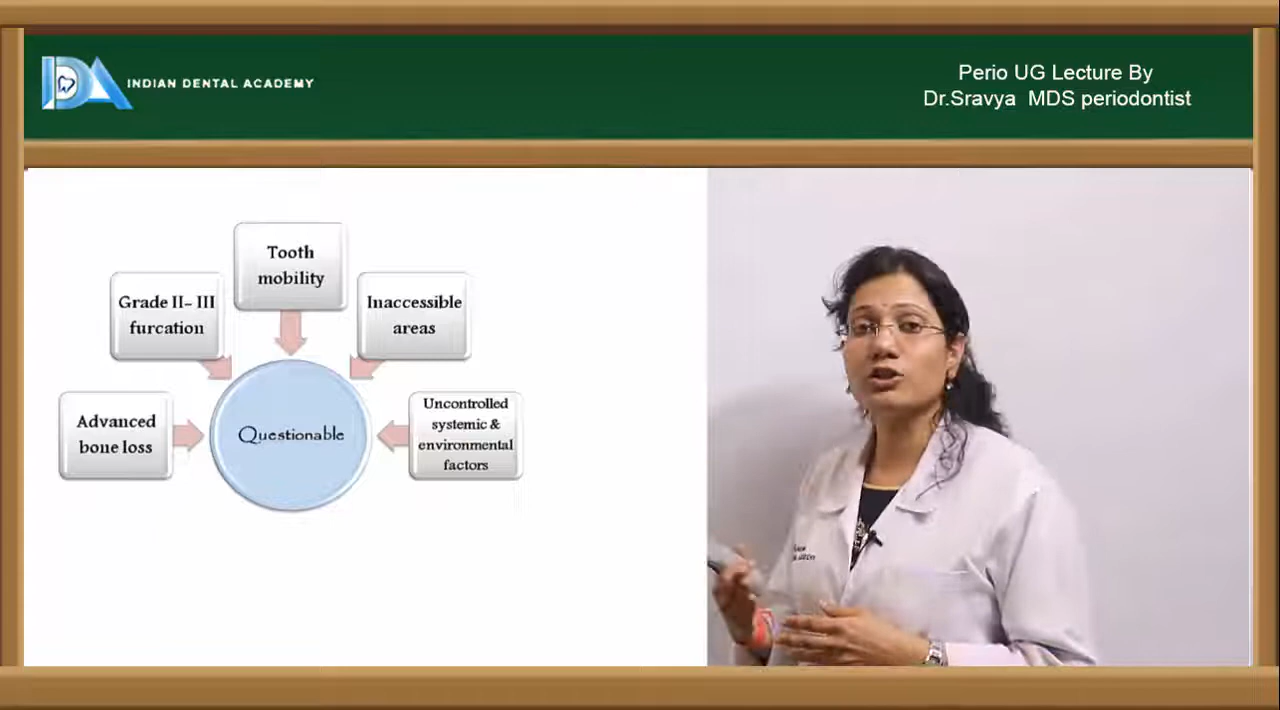 INDIAN DENTAL ACADEMY
Perio UG Lecture By
Dr.Sravya MDS periodontist
Tooth
mobility
Grade II- III
furcation
Inaccessible
areas
Advanced
bone loss
Questionable
Uncontrolled
systemic &
environmental
factors